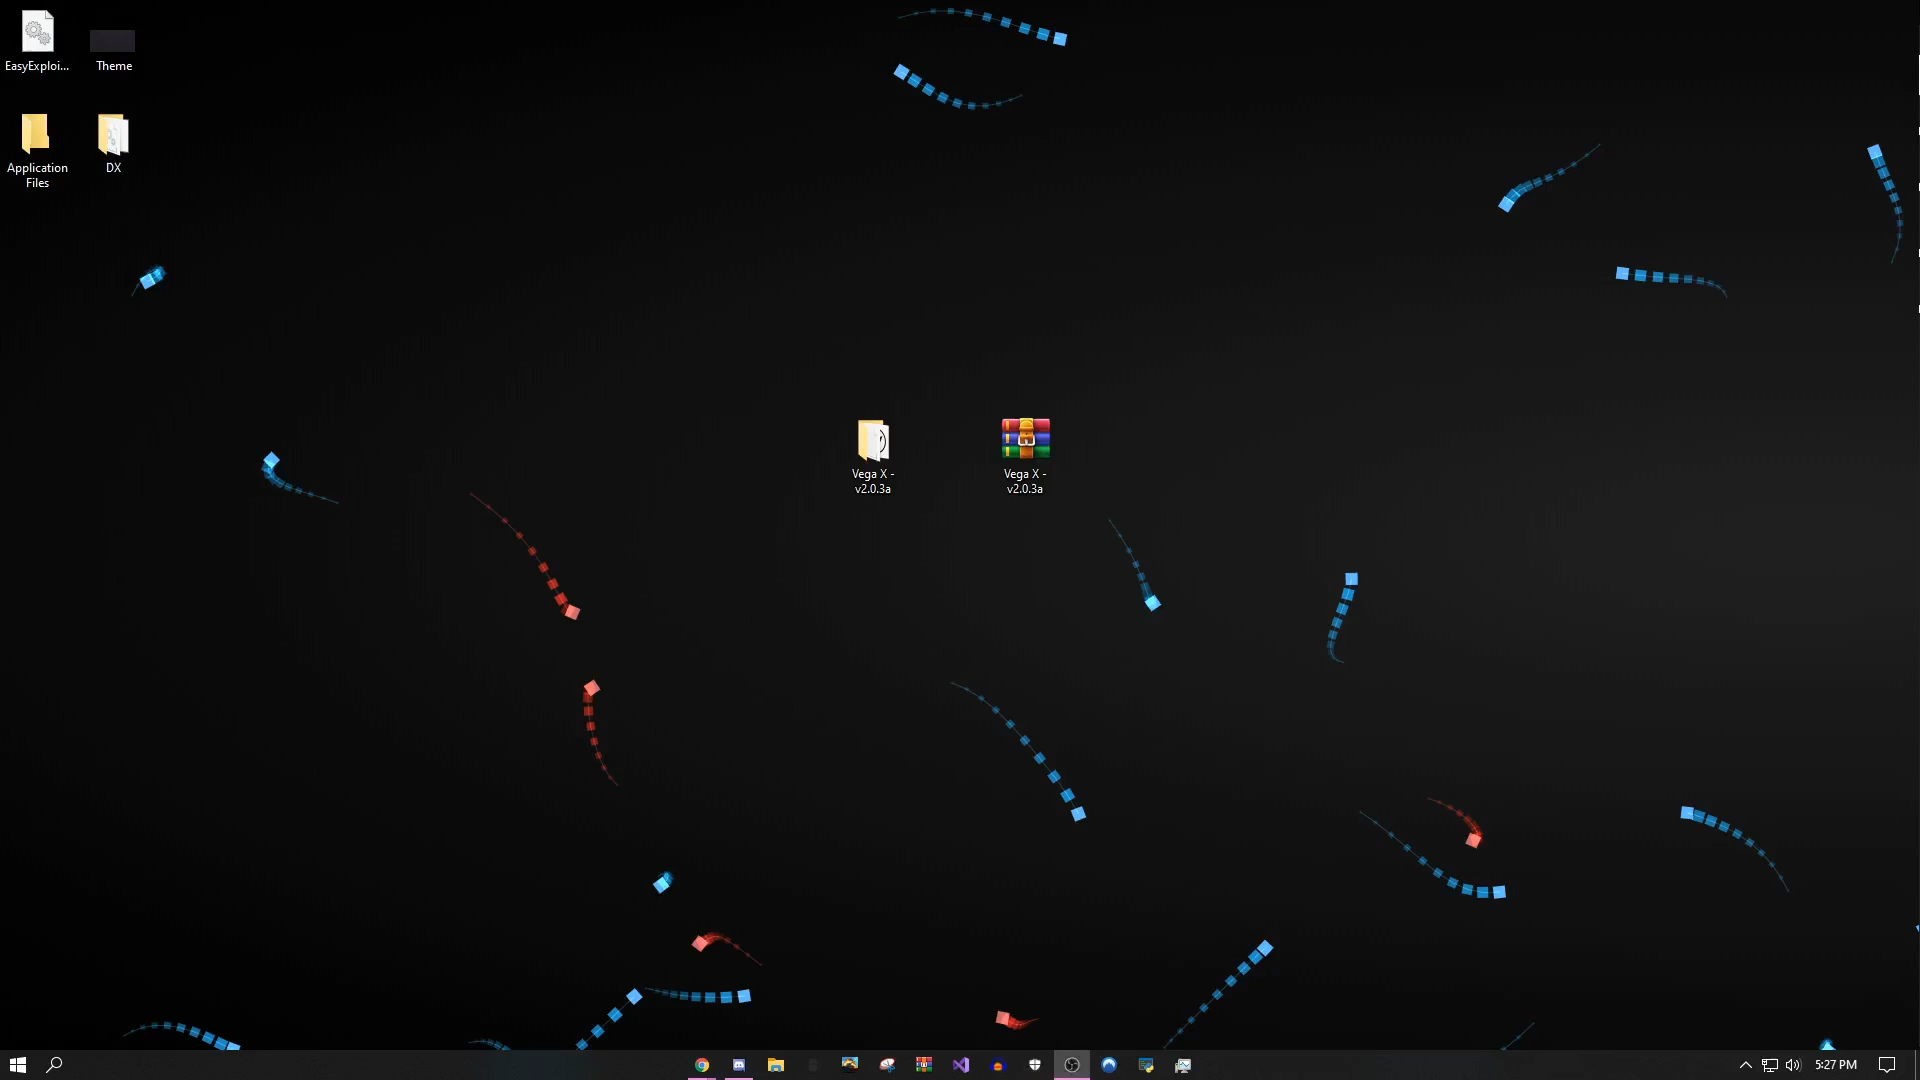 EasyExploi...
Theme
Application
Files
DX
Vega X -
v2.0.3a
Vega X -
v2.0.3a
5:27 PM